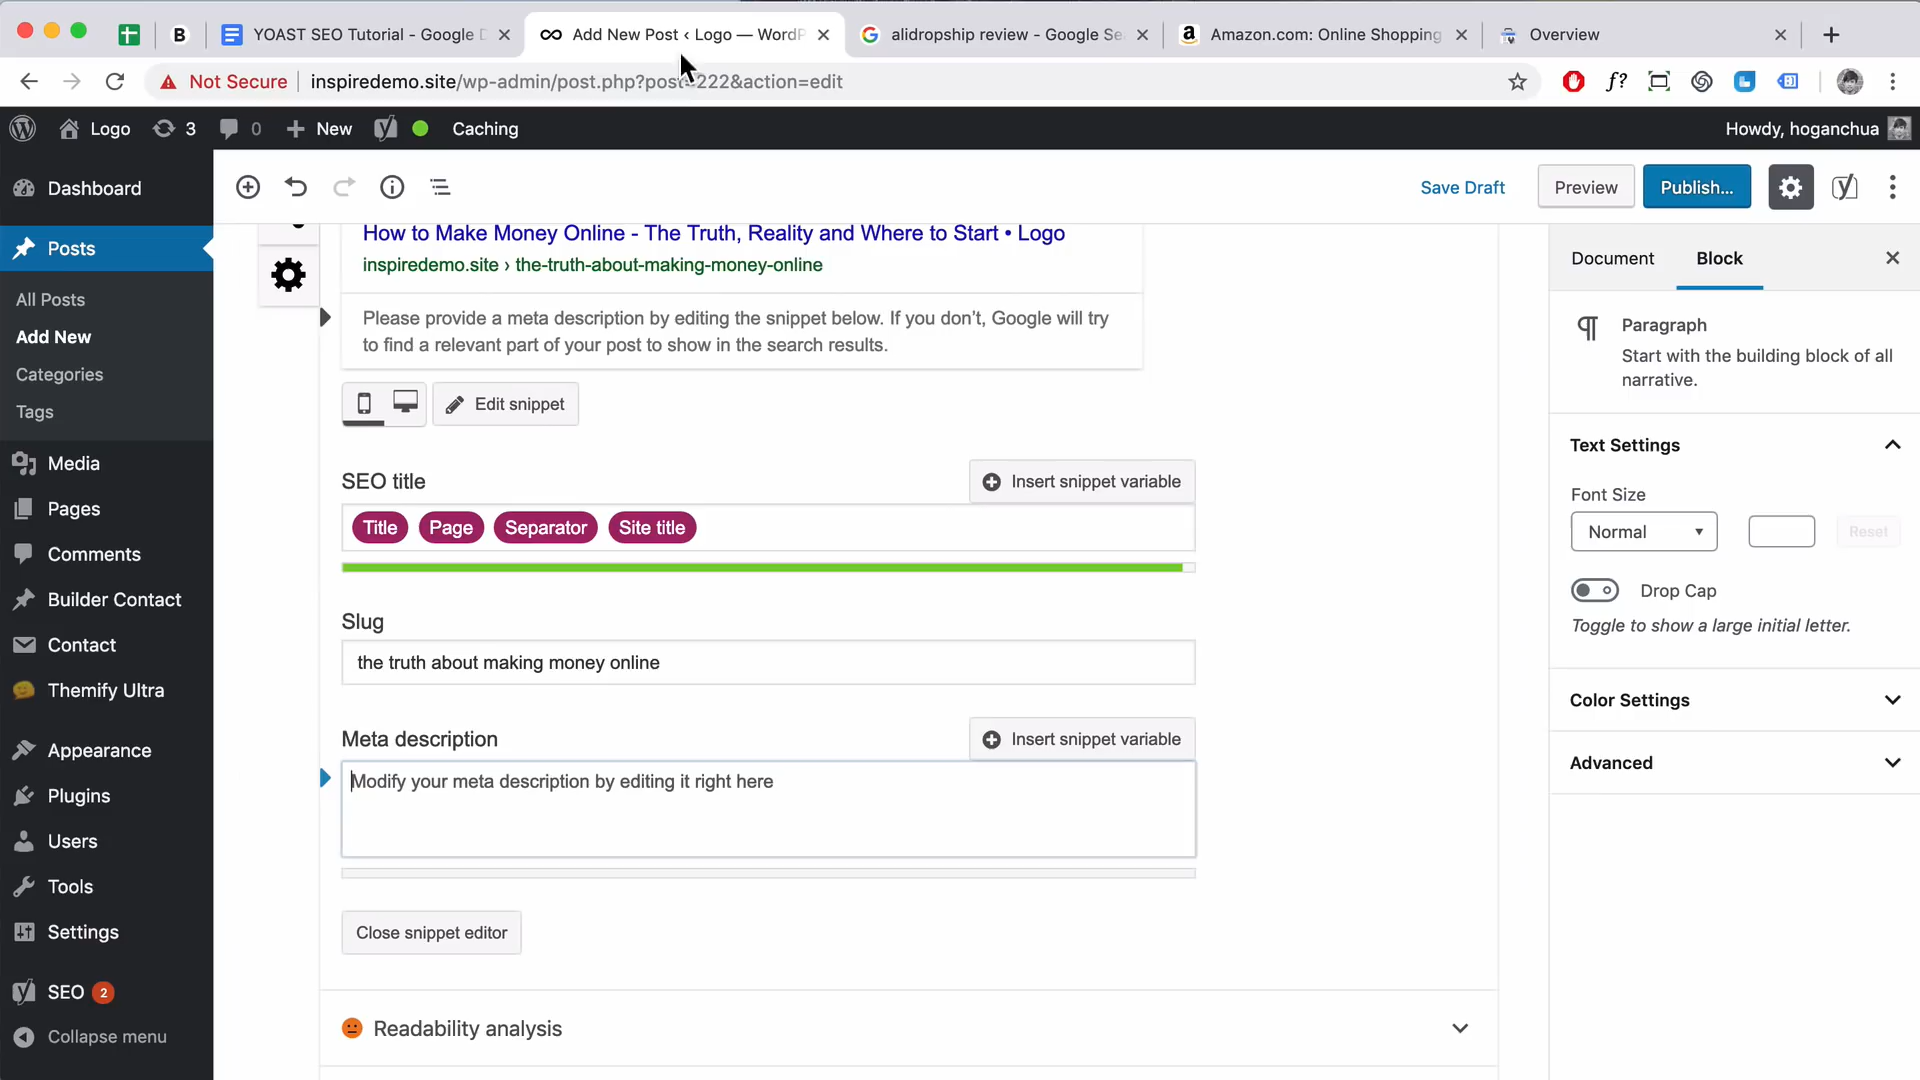 YOAST SEO Tutorial - Google D
Add New Post ‹ Logo — WordP
alidropship review - Google Se
Amazon.com: Online Shopping
Overview
Not Secure
inspiredemo.site/wp-admin/post.php?post=222&action=edit
f?
Logo
3
0
New
Caching
Howdy, hoganchua
Dashboard
Posts
All Posts
Add New
Categories
Tags
Media
Pages
Comments
Builder Contact
Contact
Themify Ultra
Appearance
Plugins
Users
Tools
Settings
SEO 2
Collapse menu
Save Draft
Preview
Publish...
How to Make Money Online - The Truth, Reality and Where to Start • Logo
inspiredemo.site › the-truth-about-making-money-online
Please provide a meta description by editing the snippet below. If you don’t, Google will try
to find a relevant part of your post to show in the search results.
Edit snippet
SEO title
Insert snippet variable
Title Page Separator Site title
Slug
the truth about making money online
Meta description
Insert snippet variable
Modify your meta description by editing it right here
Close snippet editor
Readability analysis
Document
Block
Paragraph
Start with the building block of all
narrative.
Text Settings
Font Size
Normal
Reset
Drop Cap
Toggle to show a large initial letter.
Color Settings
Advanced